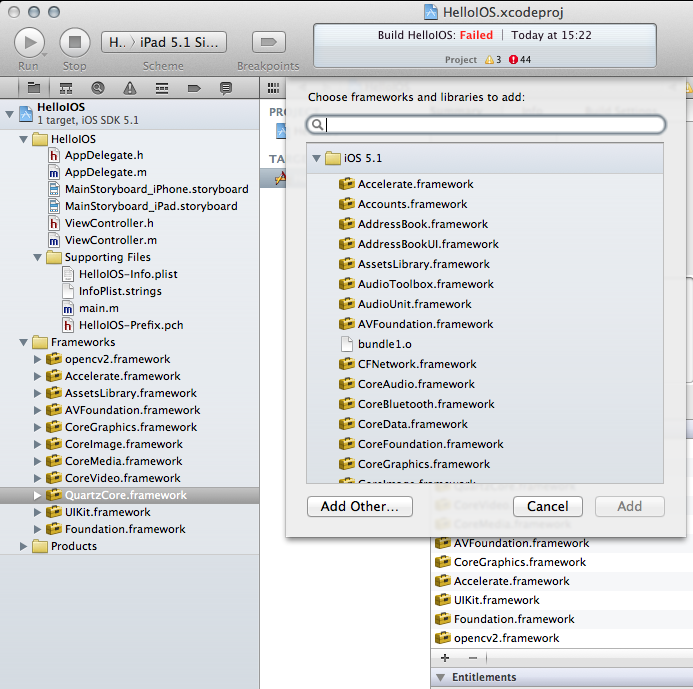 HelloIOS.xcodeproj
H.. iPad 5.1 Si...
Build HelloIOS: Failed | Today at 15:22
Project 3 44
Run Stop Scheme Breakpoints
HelloIOS
1 target, iOS SDK 5.1
HelloIOS
AppDelegate.h
AppDelegate.m
MainStoryboard_iPhone.storyboard
MainStoryboard_iPad.storyboard
ViewController.h
ViewController.m
Supporting Files
HelloIOS-Info.plist
InfoPlist.strings
main.m
HelloIOS-Prefix.pch
Frameworks
opencv2.framework
Accelerate.framework
AssetsLibrary.framework
AVFoundation.framework
CoreGraphics.framework
CoreImage.framework
CoreMedia.framework
CoreVideo.framework
QuartzCore.framework
UIKit.framework
Foundation.framework
Products
PR
TA
Choose frameworks and libraries to add:
iOS 5.1
Accelerate.framework
Accounts.framework
AddressBook.framework
AddressBookUI.framework
AssetsLibrary.framework
AudioToolbox.framework
AudioUnit.framework
AVFoundation.framework
bundle1.o
CFNetwork.framework
CoreAudio.framework
CoreBluetooth.framework
CoreData.framework
CoreFoundation.framework
CoreGraphics.framework
CoreImage.framework
Add Other... Cancel Add
CoreMedia.framework
AVFoundation.framework
CoreGraphics.framework
Accelerate.framework
UIKit.framework
Foundation.framework
opencv2.framework
Entitlements